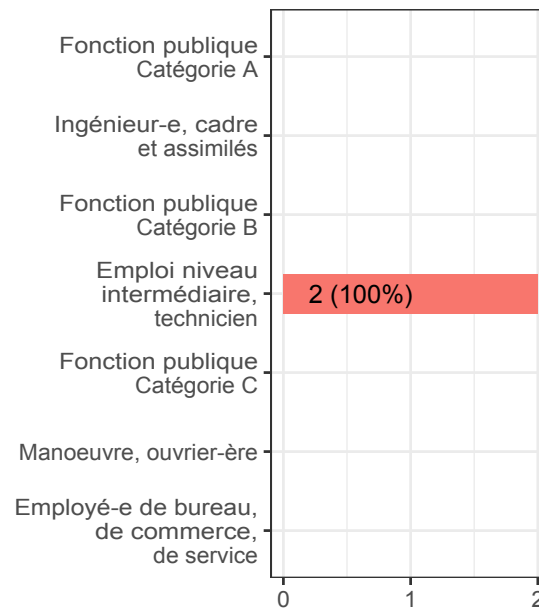 Fonction publique
Catégorie A
Ingénieur-e, cadre
et assimilés
Fonction publique
Catégorie B
Emploi niveau
intermédiaire,
technicien
2 (100%)
Fonction publique
Catégorie C
Manoeuvre, ouvrier-ère
Employé-e de bureau,
de commerce,
de service
0 1 2